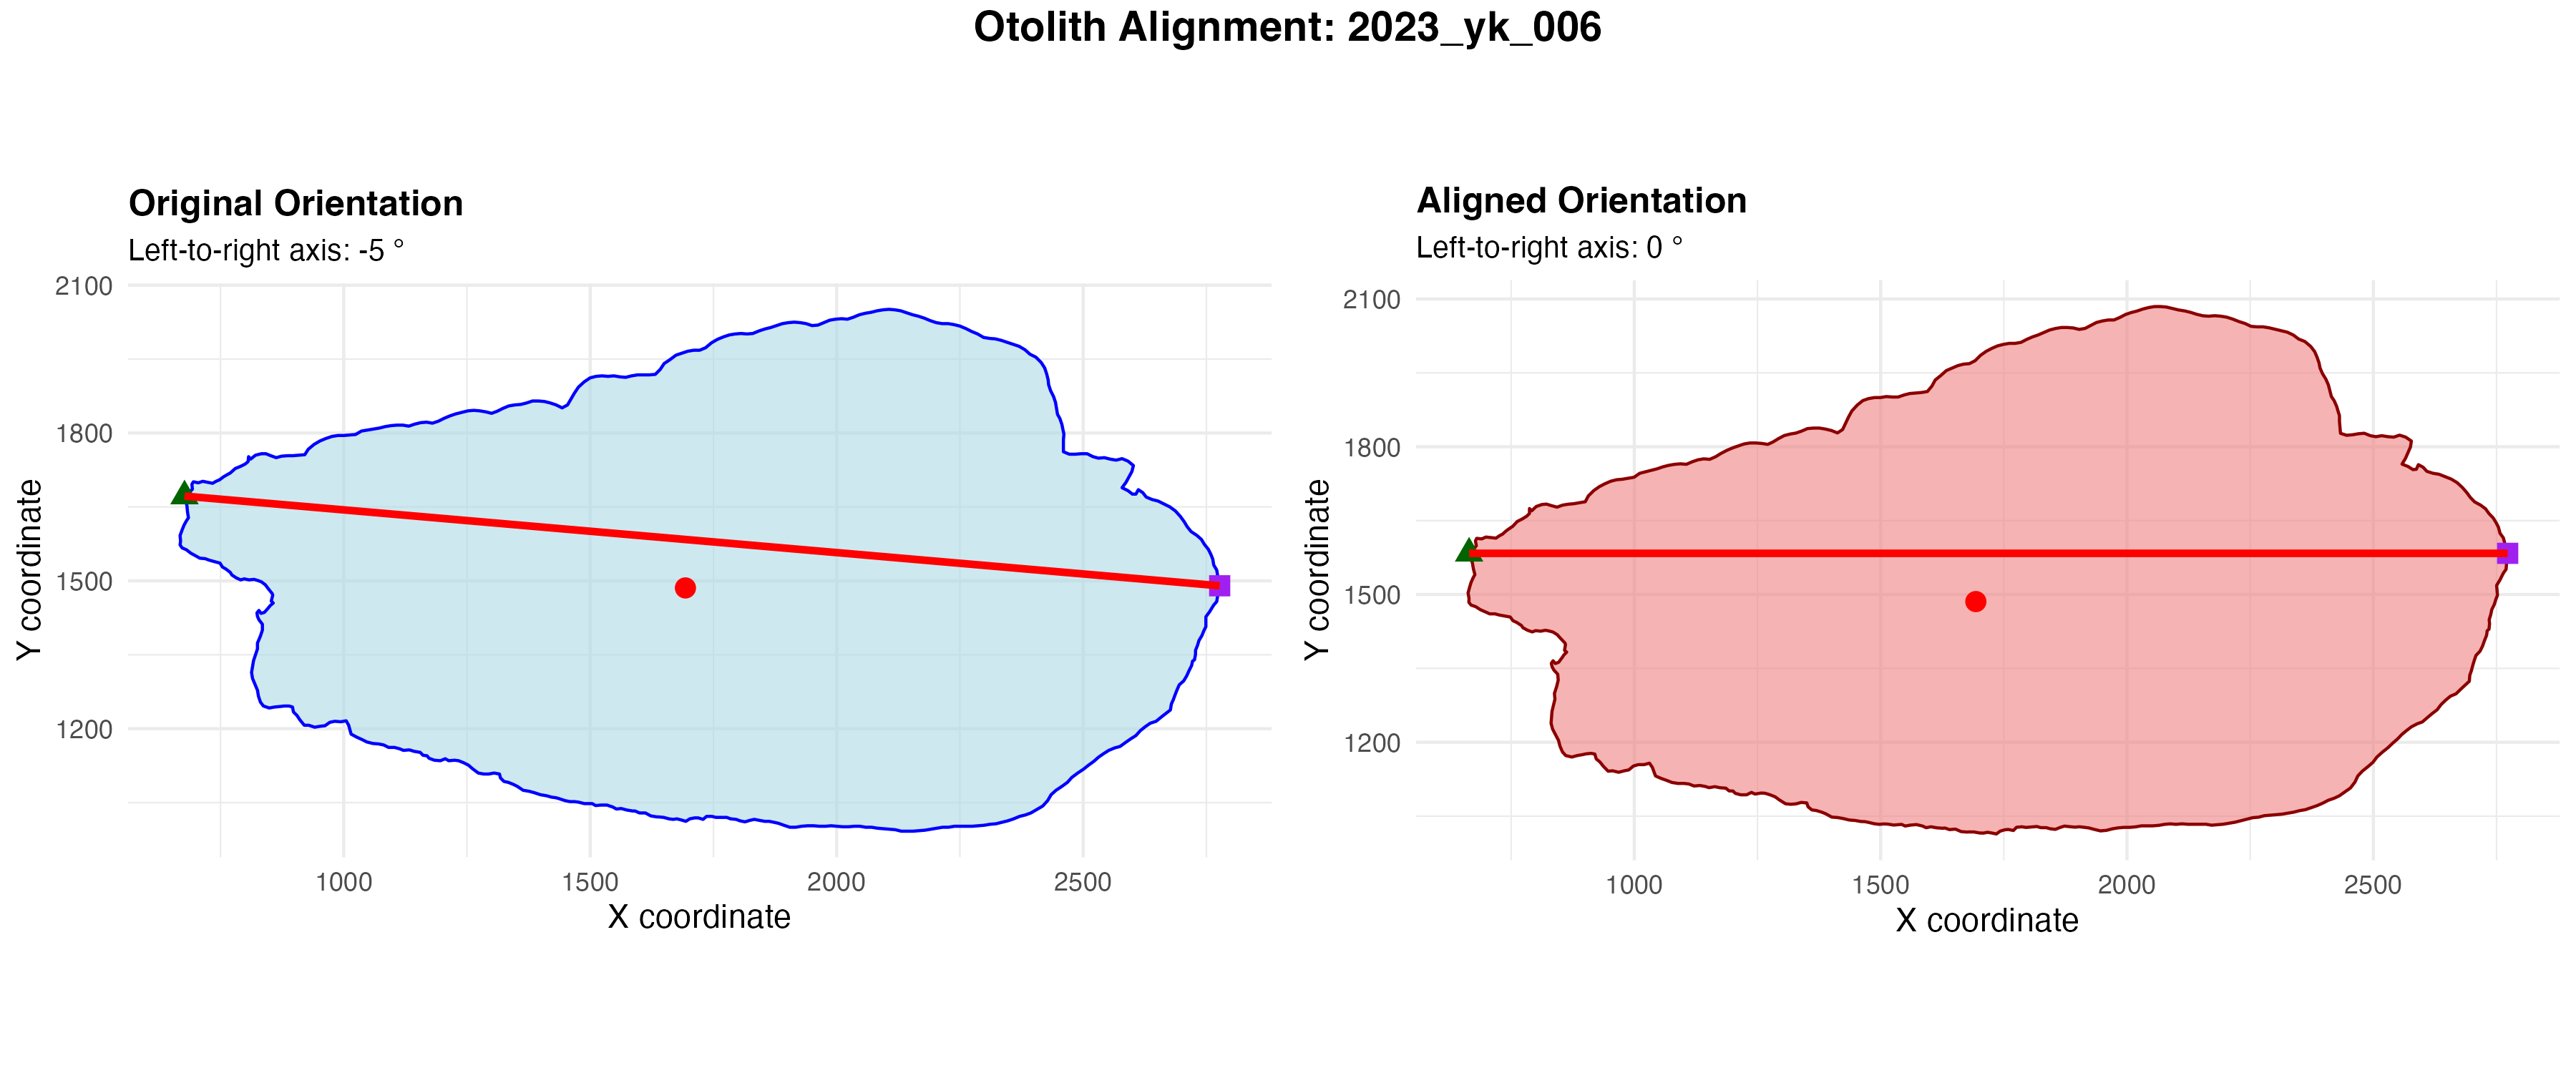 Otolith Alignment: 2023_yk_006
Original Orientation
Left-to-right axis: -5 °
2100
1800
1500
1200
Y coordinate
1000 1500 2000 2500
X coordinate
Aligned Orientation
Left-to-right axis: 0 °
2100
1800
1500
1200
Y coordinate
1000 1500 2000 2500
X coordinate